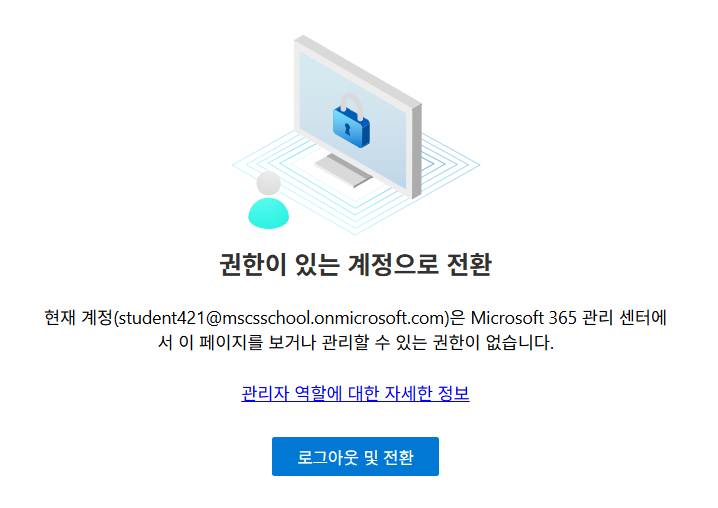 권한이 있는 계정으로 전환
현재 계정(student421@mscsschool.onmicrosoft.com)은 Microsoft 365 관리 센터에
서 이 페이지를 보거나 관리할 수 있는 권한이 없습니다.
관리자 역할에 대한 자세한 정보
로그아웃 및 전환